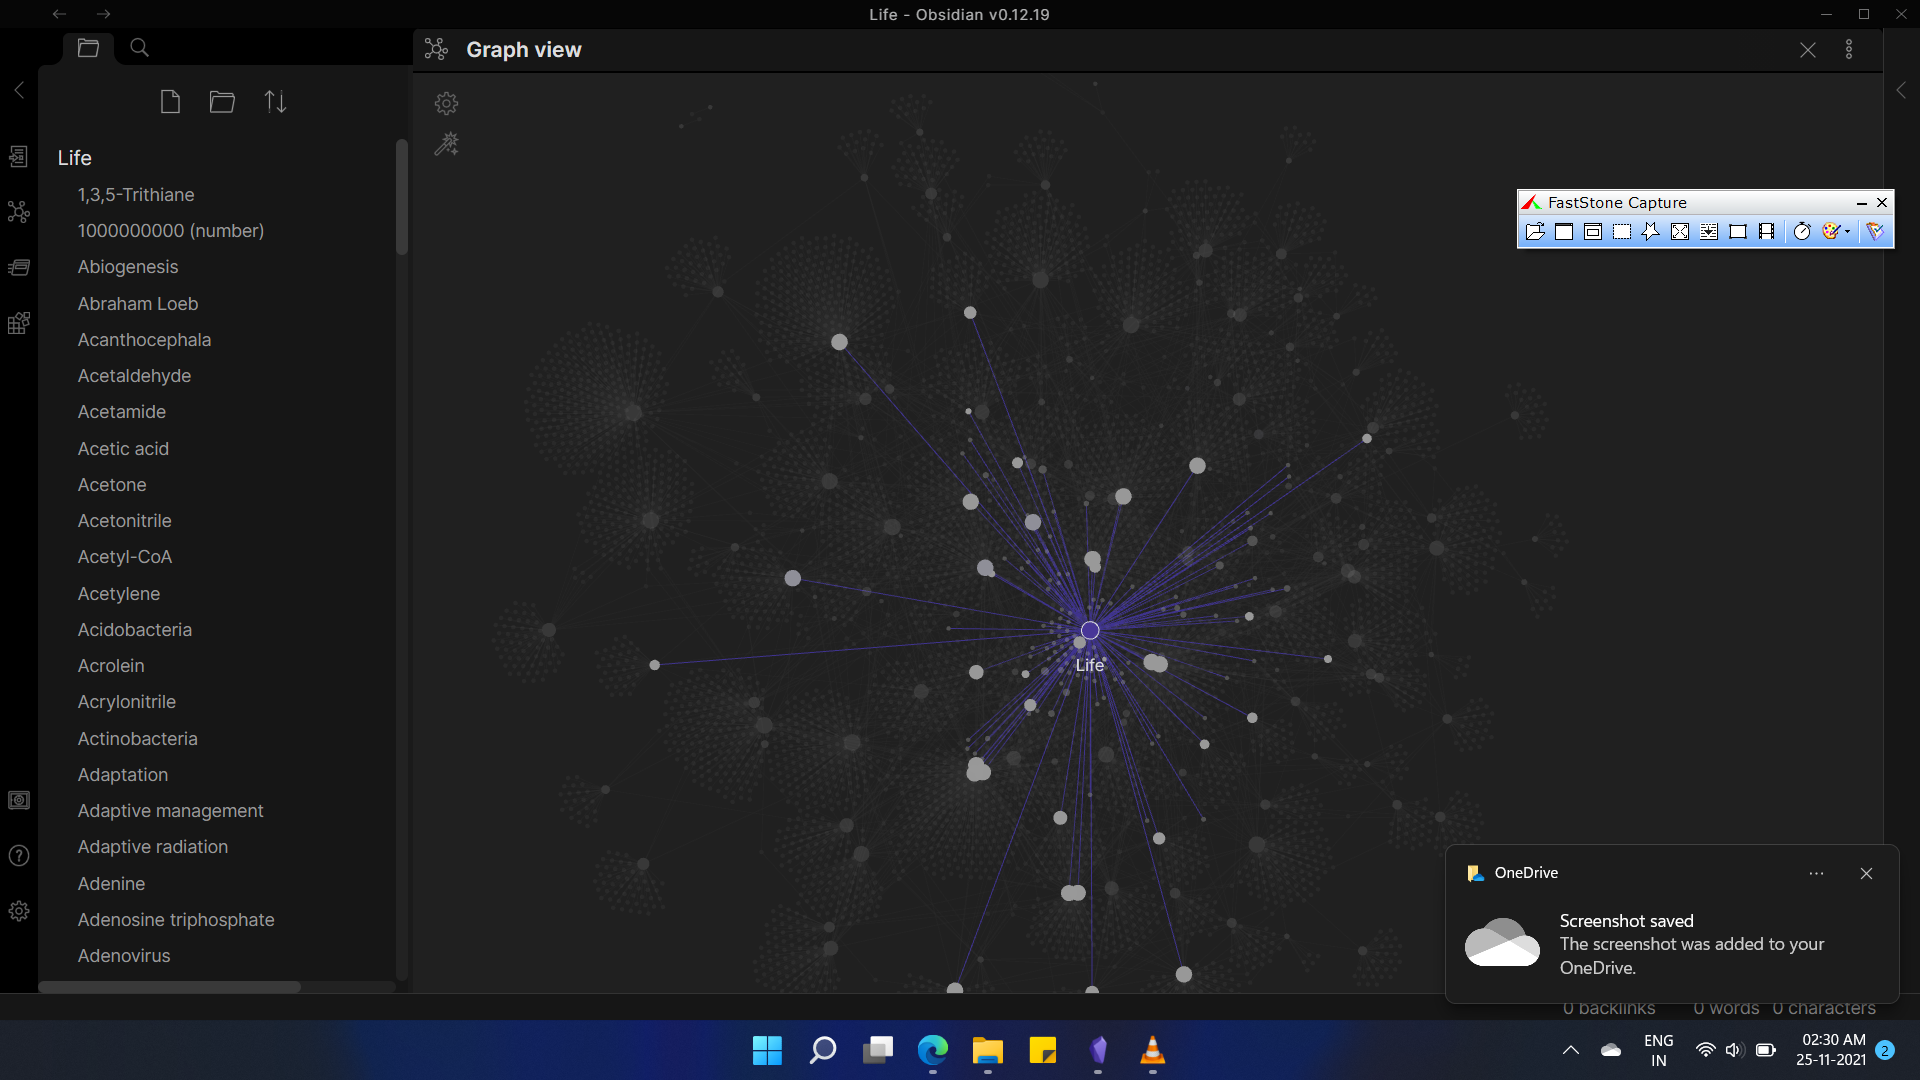 Life - Obsidian v0.12.19
Graph view
Life
1,3,5-Trithiane
1000000000 (number)
Abiogenesis
Abraham Loeb
Acanthocephala
Acetaldehyde
Acetamide
Acetic acid
Acetone
Acetonitrile
Acetyl-CoA
Acetylene
Acidobacteria
Acrolein
Acrylonitrile
Actinobacteria
Adaptation
Adaptive management
Adaptive radiation
Adenine
Adenosine triphosphate
Adenovirus
Life
FastStone Capture
OneDrive
Screenshot saved
The screenshot was added to your
OneDrive.
0 backlinks 0 words 0 characters
ENG
IN
02:30 AM
25-11-2021
2